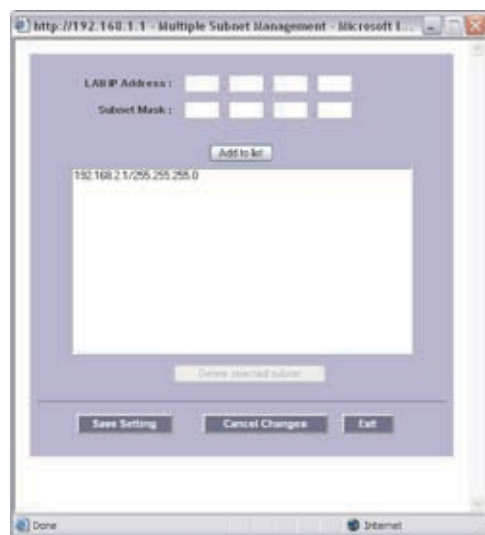 http://192.168.1.1 - Multiple Subnet Management - Microsoft I...
LAN IP Address :
Subnet Mask :
Add to list
192.168.2.1/255.255.255.0
Delete selected subnet
Save Setting
Cancel Changes
Exit
Done
Internet